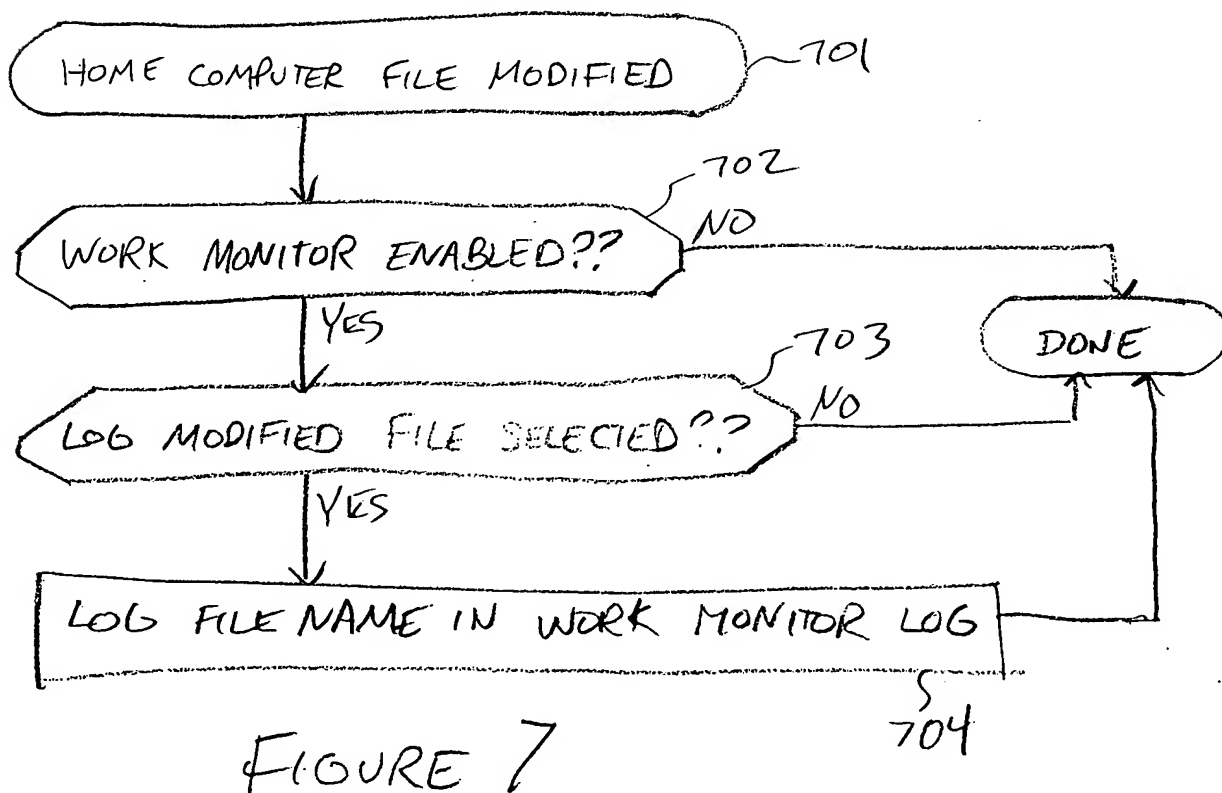 HOME COMPUTER FILE MODIFIED
701
702
WORK MONITOR ENABLED??
NO
YES
DONE
703
LOG MODIFIED FILE SELECTED??
NO
YES
LOG FILE NAME IN WORK MONITOR LOG
704
FIGURE 7